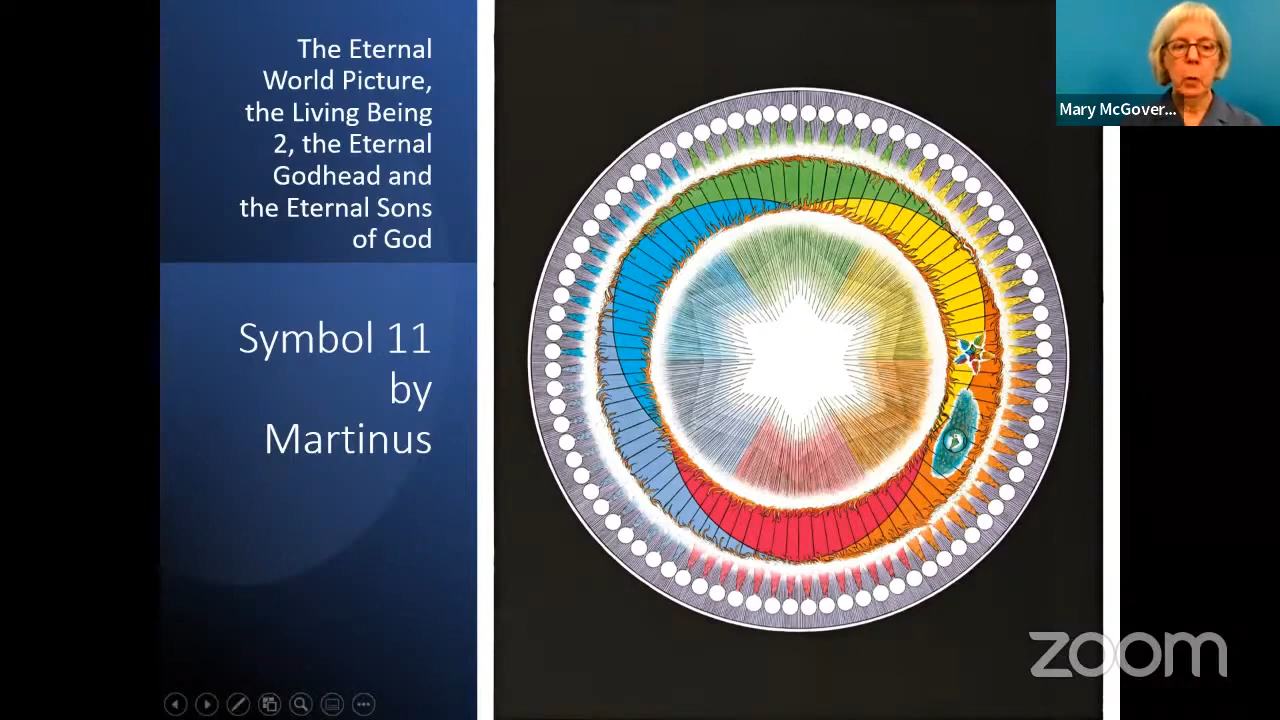 The Eternal
World Picture,
the Living Being
2, the Eternal
Godhead and
the Eternal Sons
of God
Symbol 11
by
Martinus
Mary McGover...
zoom